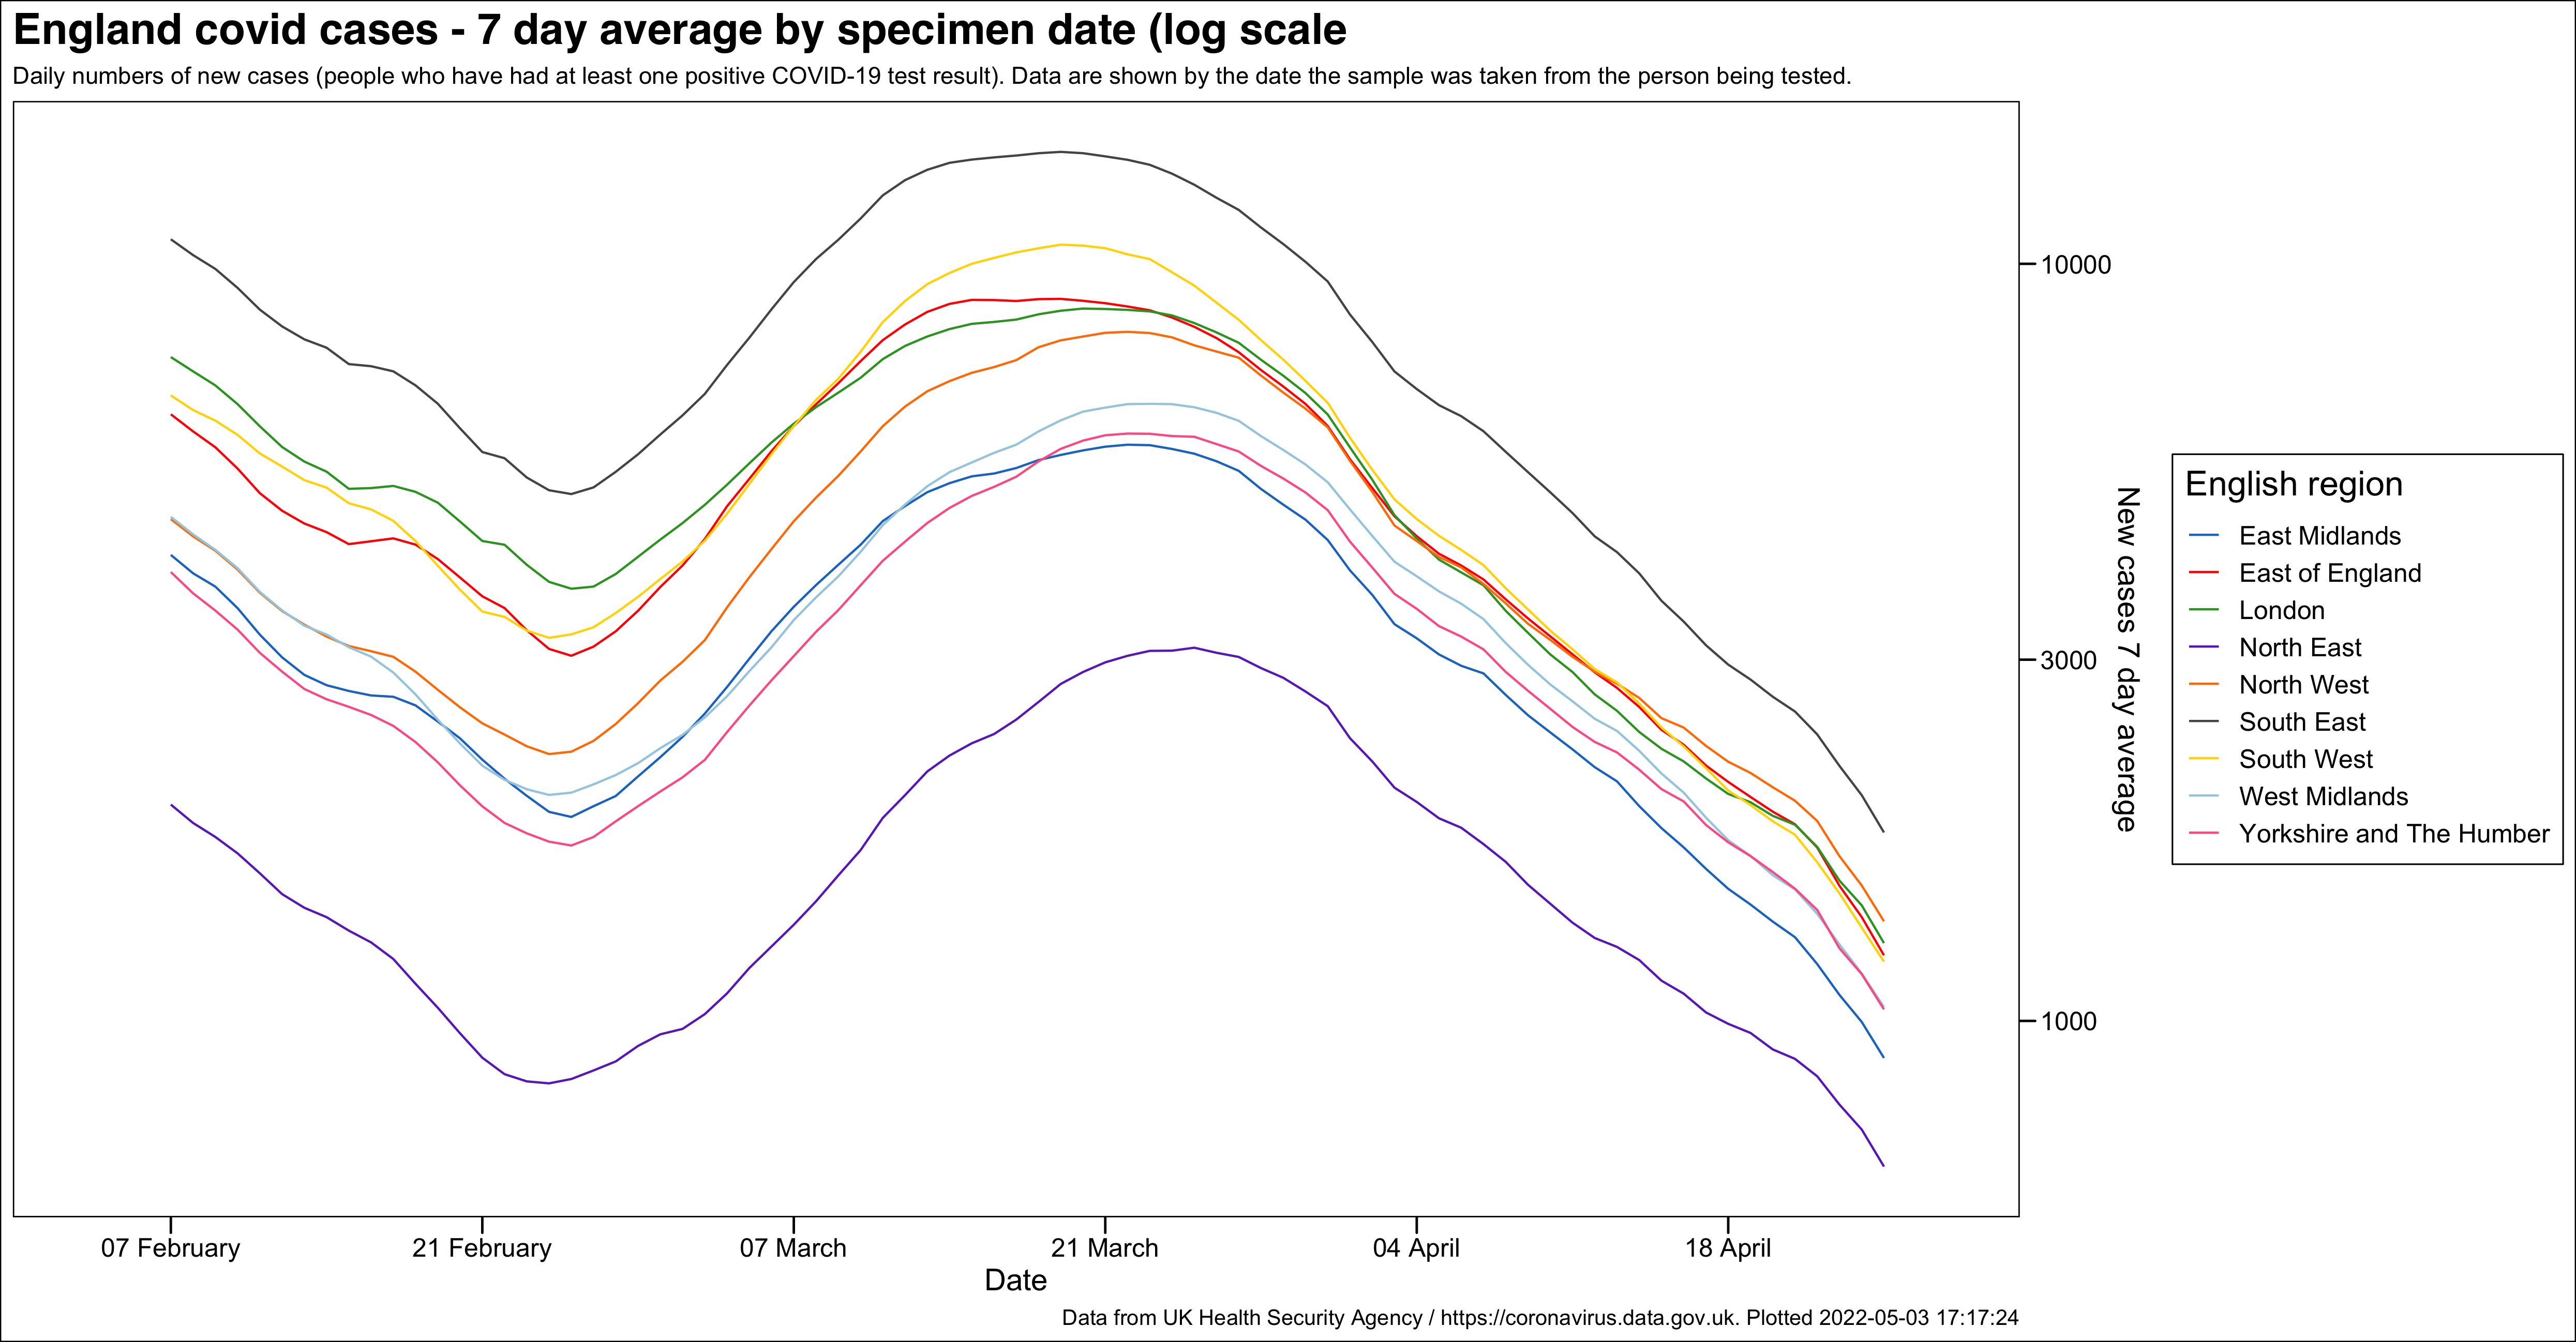 England covid cases - 7 day average by specimen date (log scale
Daily numbers of new cases (people who have had at least one positive COVID-19 test result). Data are shown by the date the sample was taken from the person being tested.
10000
3000
1000
New cases 7 day average
English region
East Midlands
East of England
London
North East
North West
South East
South West
West Midlands
Yorkshire and The Humber
07 February
21 February
07 March
21 March
04 April
18 April
Date
Data from UK Health Security Agency / https://coronavirus.data.gov.uk. Plotted 2022-05-03 17:17:24